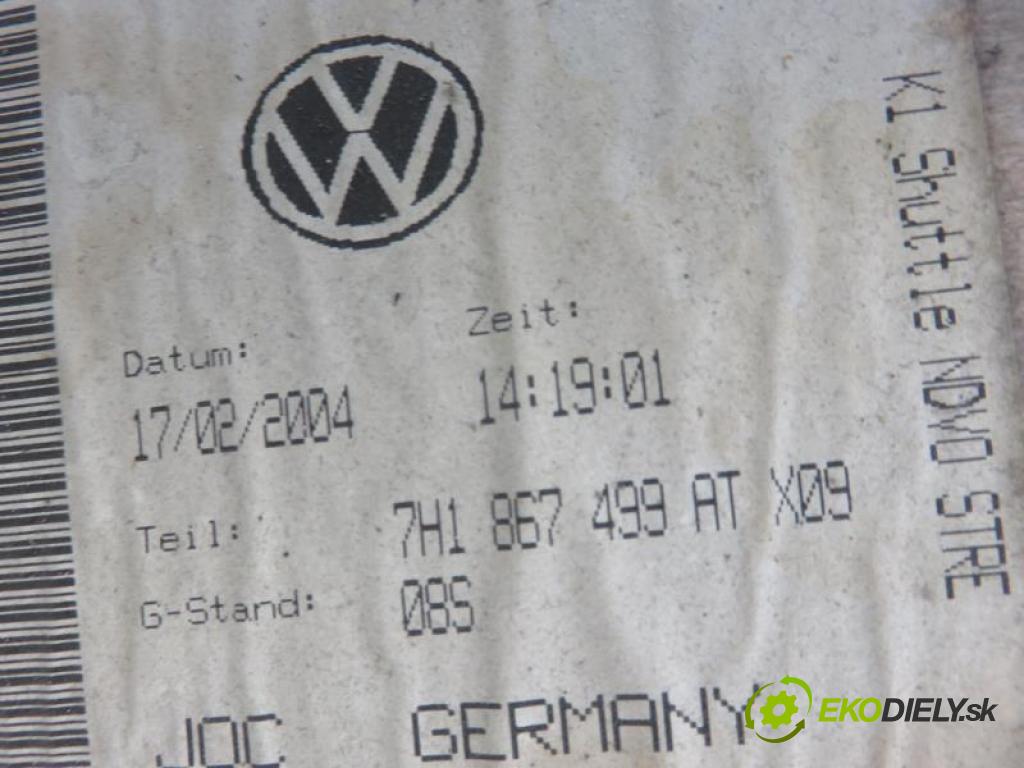 Datum: Zeit:
17/02/2004 14:19:01
Teil: 7H1 867 499 AT X09
G-Stand: 08S
JOC GERMANY
K1 Shuttle NDVO STRE
EKODIELY.sk